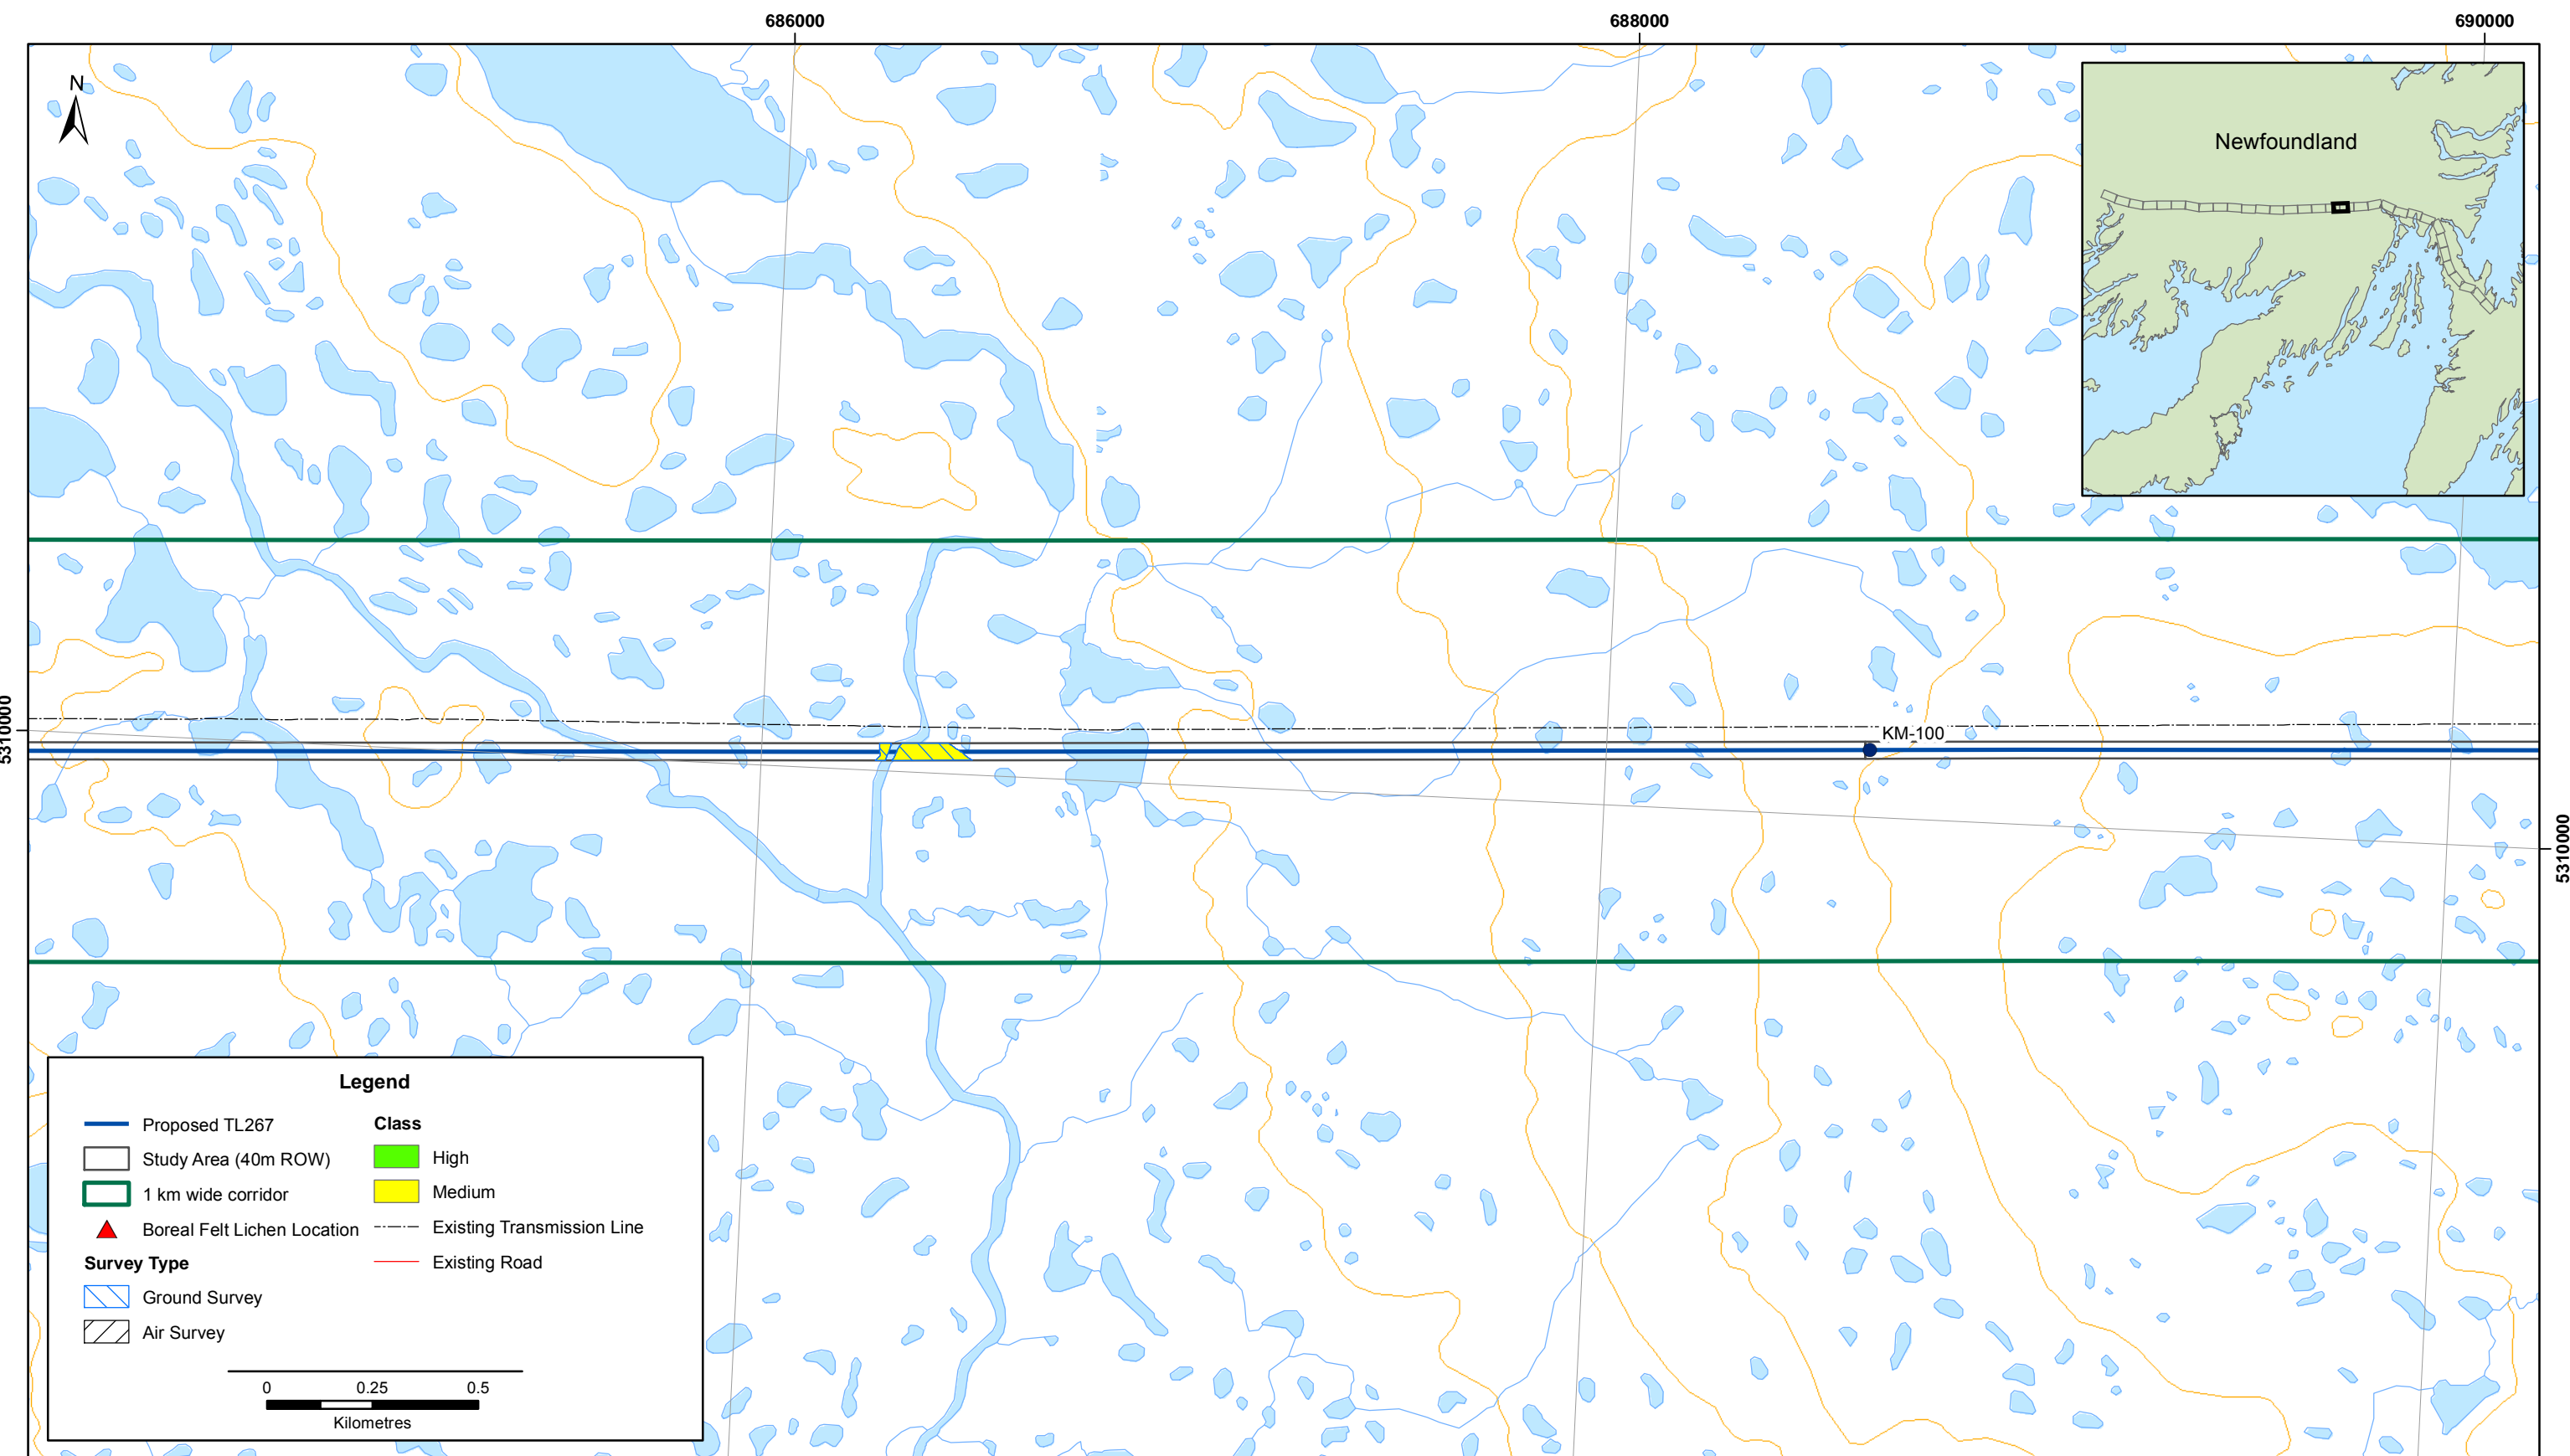 686000
688000
690000
N
Newfoundland
5310000
KM-100
5310000
Legend
Proposed TL267
Study Area (40m ROW)
1 km wide corridor
Boreal Felt Lichen Location
Survey Type
Ground Survey
Air Survey
Class
High
Medium
Existing Transmission Line
Existing Road
0 0.25 0.5
Kilometres